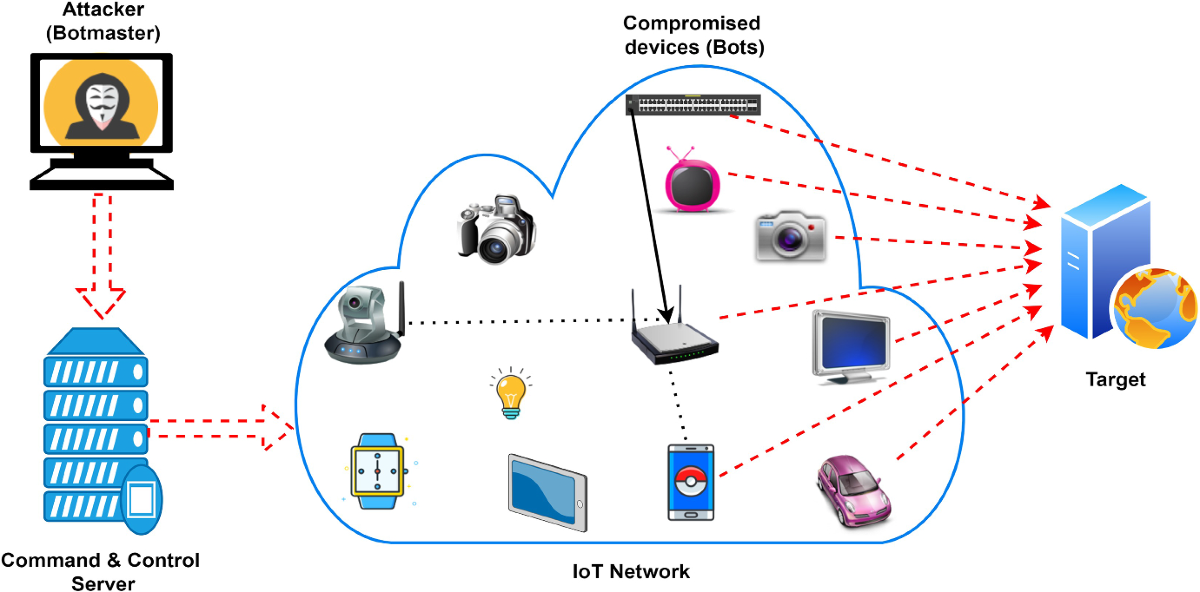 Attacker
(Botmaster)
Compromised
devices (Bots)
Target
Command & Control
Server
IoT Network